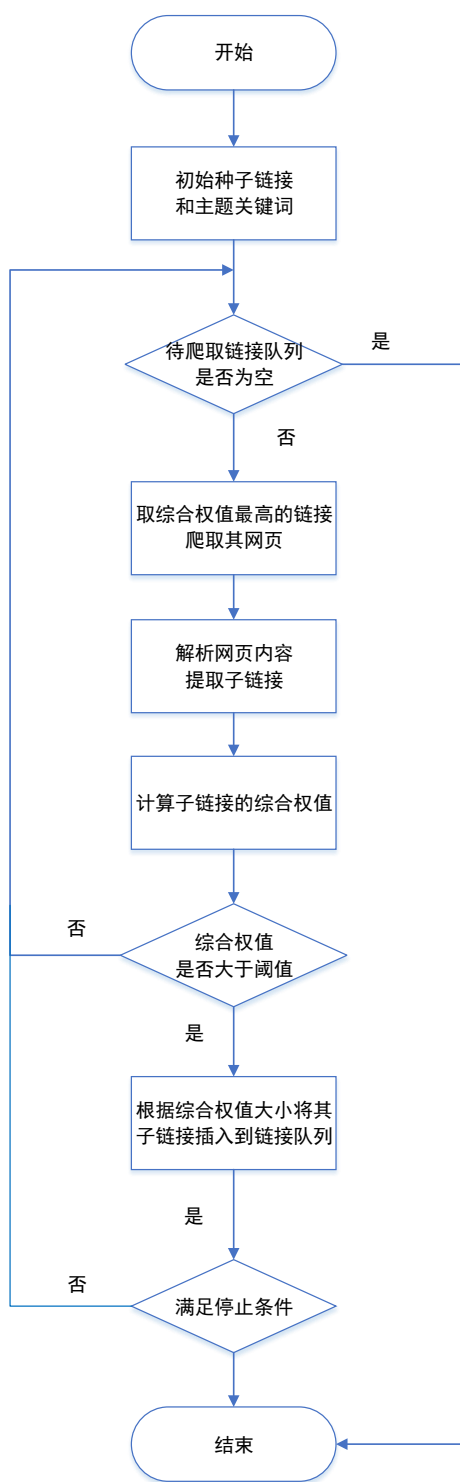 开始
初始种子链接
和主题关键词
待爬取链接队列
是否为空
是
否
取综合权值最高的链接
爬取其网页
解析网页内容
提取子链接
计算子链接的综合权值
否
综合权值
是否大于阈值
是
根据综合权值大小将其
子链接插入到链接队列
是
否
满足停止条件
结束